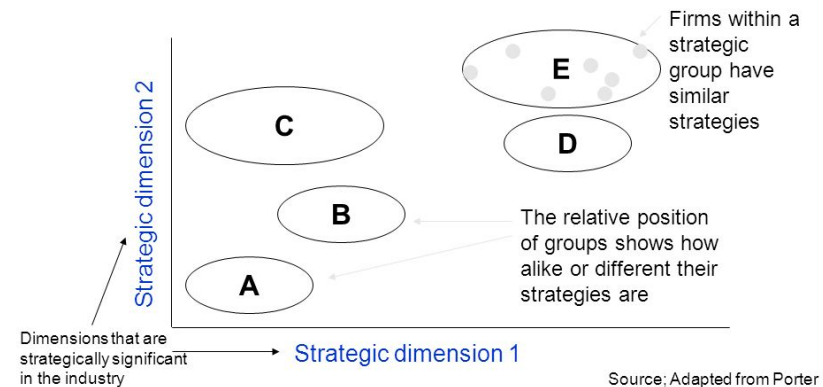 Firms within a
strategic
group have
similar
strategies
E
C
D
B
A
Strategic dimension 2
The relative position
of groups shows how
alike or different their
strategies are
Dimensions that are
strategically significant
in the industry
Strategic dimension 1
Source; Adapted from Porter